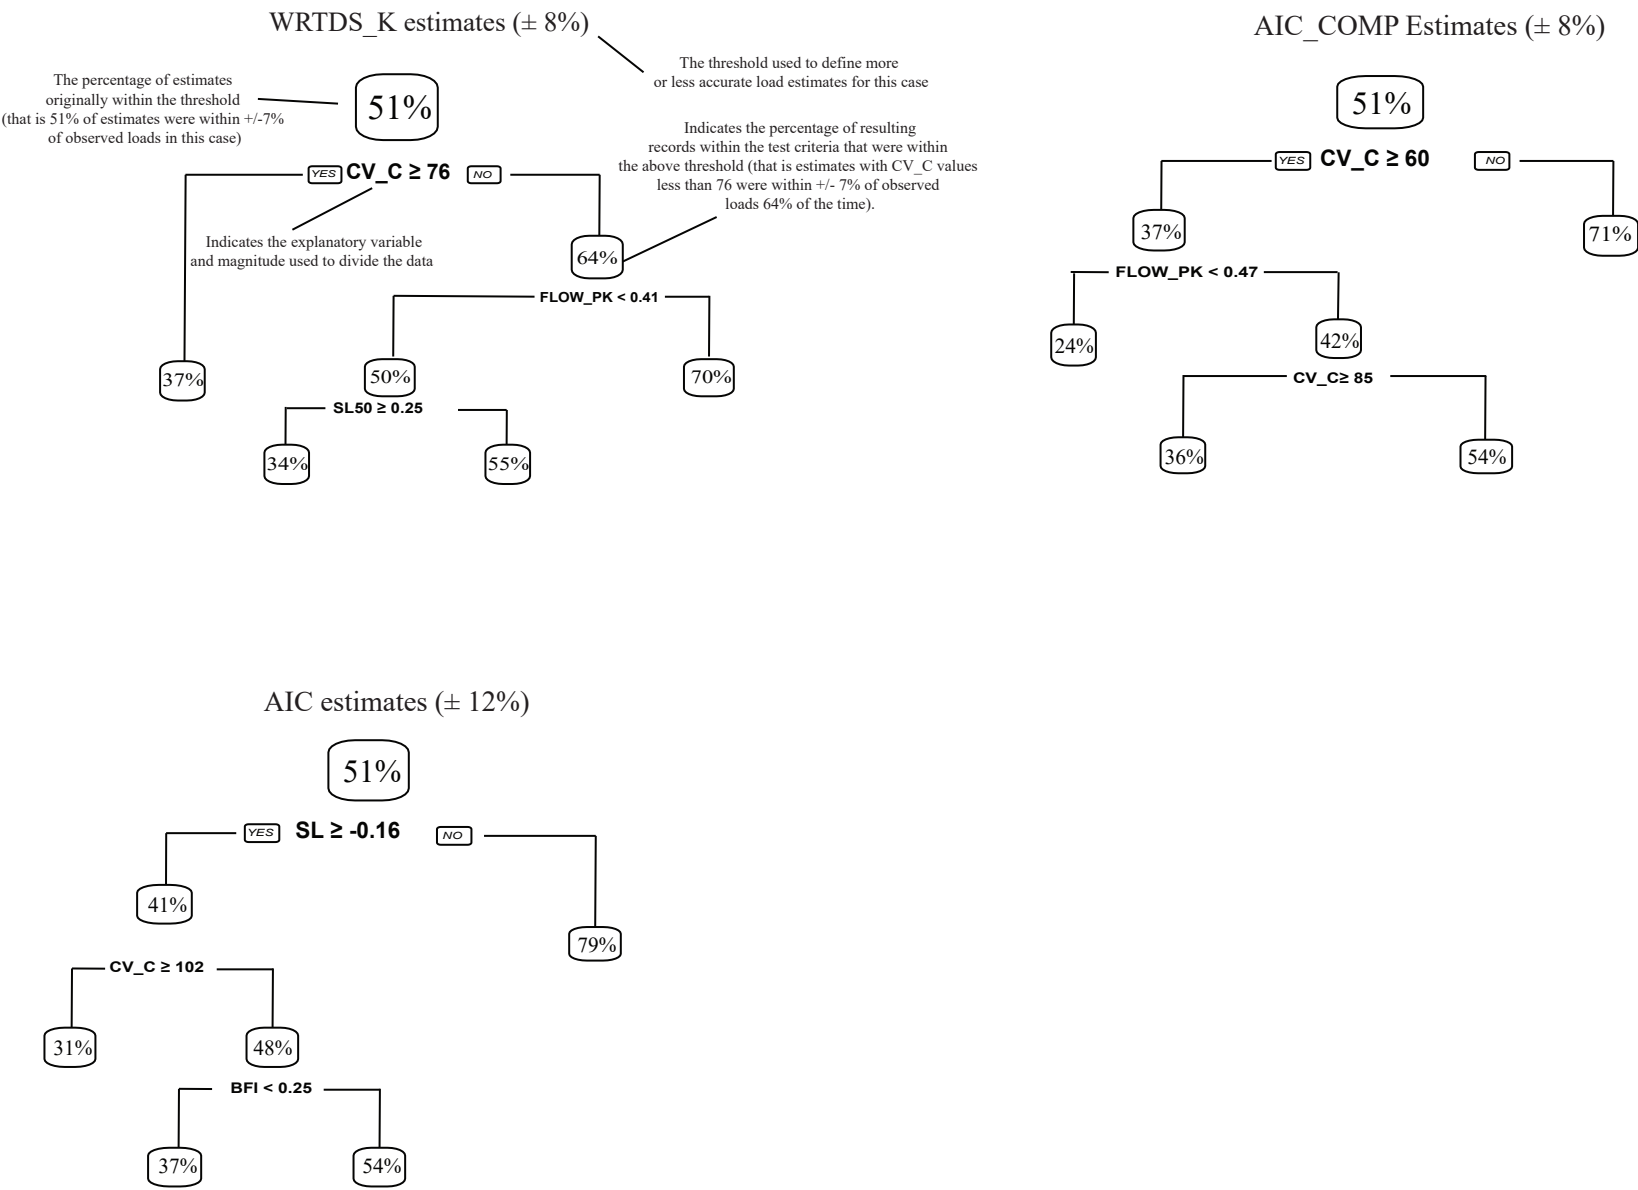 WRTDS_K estimates (± 8%)
The threshold used to define more
or less accurate load estimates for this case
The percentage of estimates
originally within the threshold
(that is 51% of estimates were within +/-7%
of observed loads in this case)
51%
Indicates the percentage of resulting
records within the test criteria that were within
the above threshold (that is estimates with CV_C values
less than 76 were within +/- 7% of observed
loads 64% of the time).
YES CV_C ≥ 76 NO
Indicates the explanatory variable
and magnitude used to divide the data
64%
FLOW_PK < 0.41
37%
50%
70%
SL50 ≥ 0.25
34%
55%
AIC_COMP Estimates (± 8%)
51%
YES CV_C ≥ 60 NO
37%
71%
FLOW_PK < 0.47
24%
42%
CV_C≥ 85
36%
54%
AIC estimates (± 12%)
51%
YES SL ≥ -0.16 NO
41%
79%
CV_C ≥ 102
31%
48%
BFI < 0.25
37%
54%